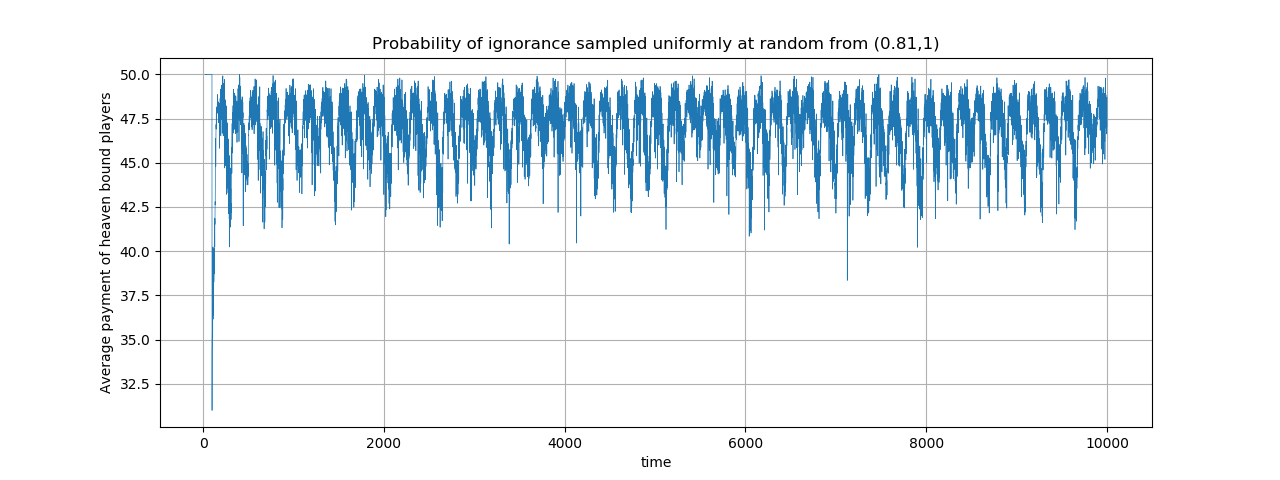 Probability of ignorance sampled uniformly at random from (0.81,1)
Average payment of heaven bound players
50.0
47.5
45.0
42.5
40.0
37.5
35.0
32.5
0 2000 4000 6000 8000 10000
time